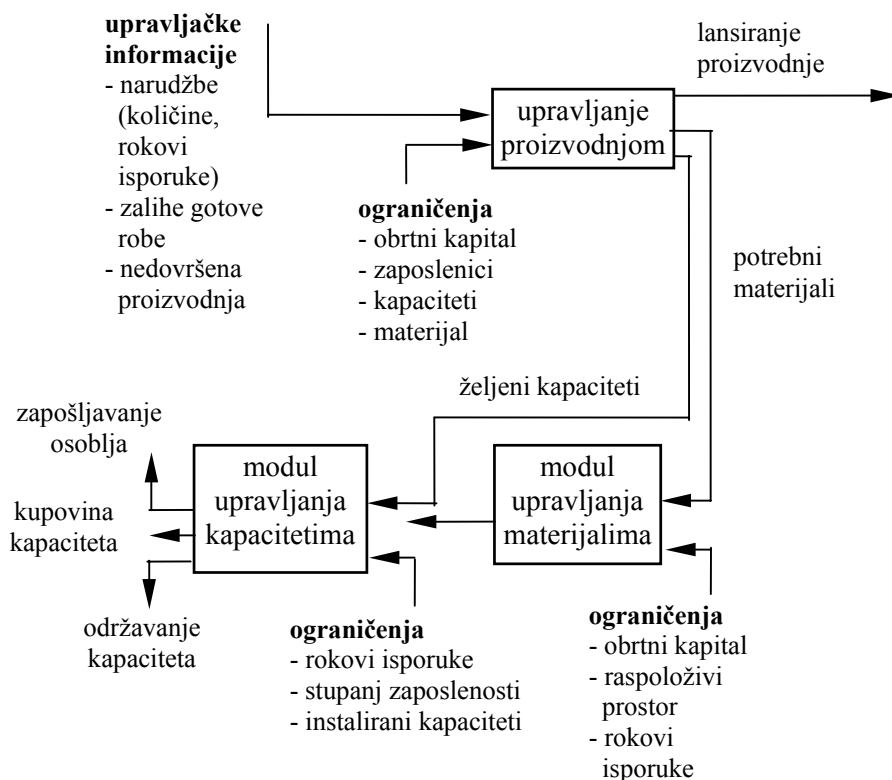 upravljačke
informacije
- narudžbe
(količine,
rokovi
isporuke)
- zalihe gotove
robe
- nedovršena
proizvodnja
lansiranje
proizvodnje
upravljanje
proizvodnjom
ograničenja
- obrtni kapital
- zaposlenici
- kapaciteti
- materijal
potrebni
materijali
željeni kapaciteti
zapošljavanje
osoblja
kupovina
kapaciteta
održavanje
kapaciteta
modul
upravljanja
kapacitetima
modul
upravljanja
materijalima
ograničenja
- rokovi isporuke
- stupanj zaposlenosti
- instalirani kapaciteti
ograničenja
- obrtni kapital
- raspoloživi
prostor
- rokovi
isporuke